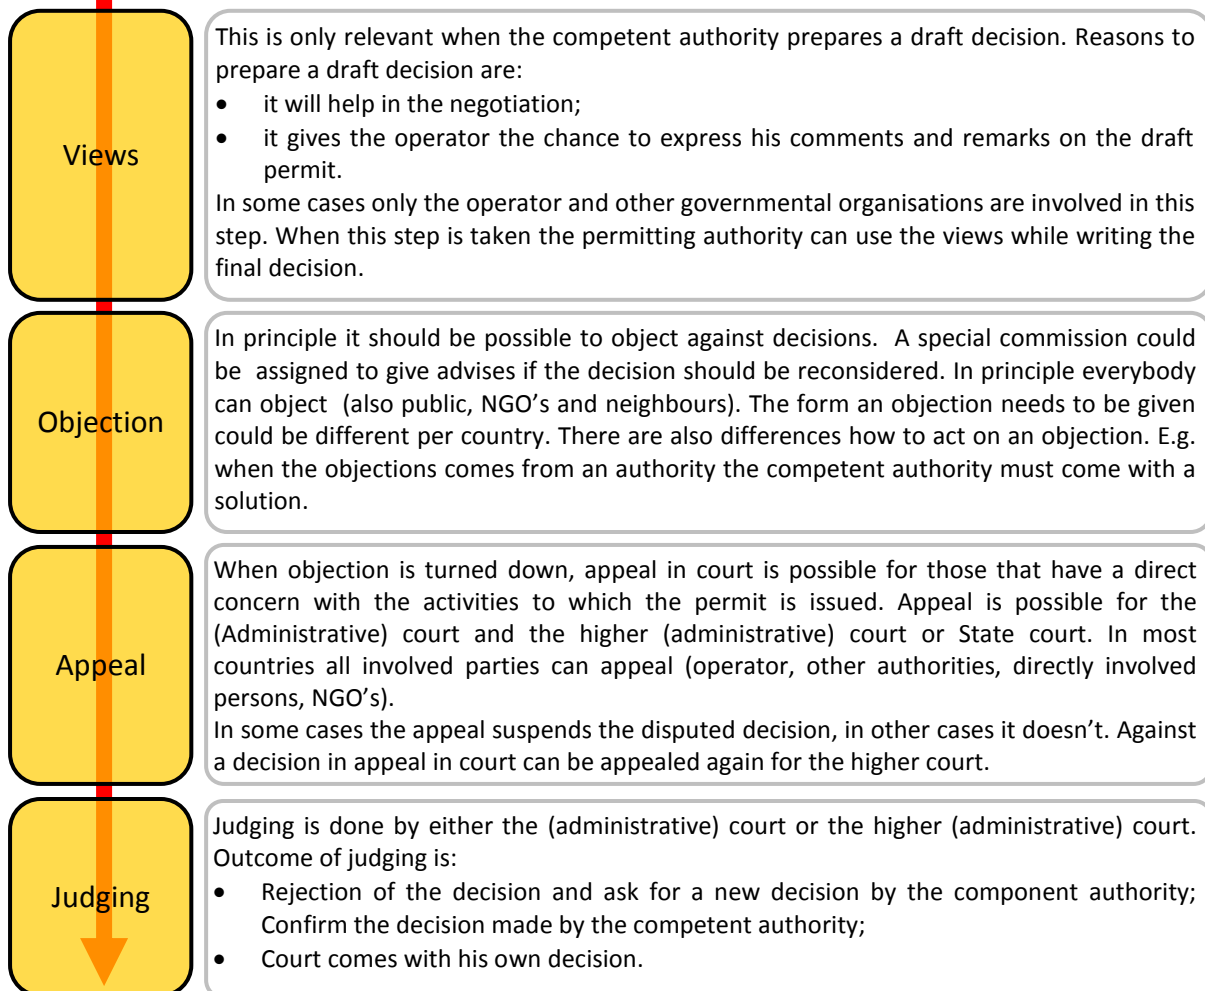 Views
This is only relevant when the competent authority prepares a draft decision. Reasons to
prepare a draft decision are:
• it will help in the negotiation;
• it gives the operator the chance to express his comments and remarks on the draft
permit.
In some cases only the operator and other governmental organisations are involved in this
step. When this step is taken the permitting authority can use the views while writing the
final decision.
Objection
In principle it should be possible to object against decisions. A special commission could
be assigned to give advises if the decision should be reconsidered. In principle everybody
can object (also public, NGO’s and neighbours). The form an objection needs to be given
could be different per country. There are also differences how to act on an objection. E.g.
when the objections comes from an authority the competent authority must come with a
solution.
Appeal
When objection is turned down, appeal in court is possible for those that have a direct
concern with the activities to which the permit is issued. Appeal is possible for the
(Administrative) court and the higher (administrative) court or State court. In most
countries all involved parties can appeal (operator, other authorities, directly involved
persons, NGO’s).
In some cases the appeal suspends the disputed decision, in other cases it doesn’t. Against
a decision in appeal in court can be appealed again for the higher court.
Judging
Judging is done by either the (administrative) court or the higher (administrative) court.
Outcome of judging is:
• Rejection of the decision and ask for a new decision by the component authority;
Confirm the decision made by the competent authority;
• Court comes with his own decision.